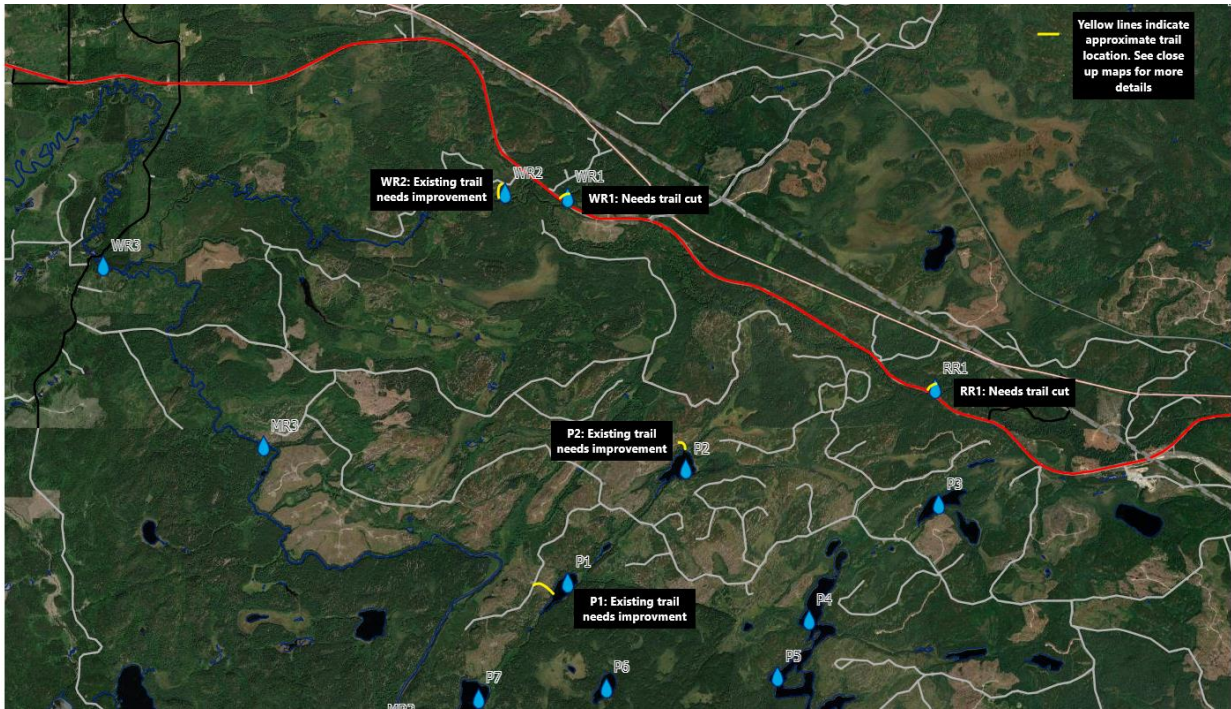 Yellow lines indicate
approximate trail
location. See close
up maps for more
details
WR2: Existing trail
needs improvement
WR2
WR1
WR1: Needs trail cut
WR3
RR1
RR1: Needs trail cut
MR3
P2: Existing trail
needs improvement
P2
P3
P1
P1: Existing trail
needs improvment
P4
P5
P6
P7